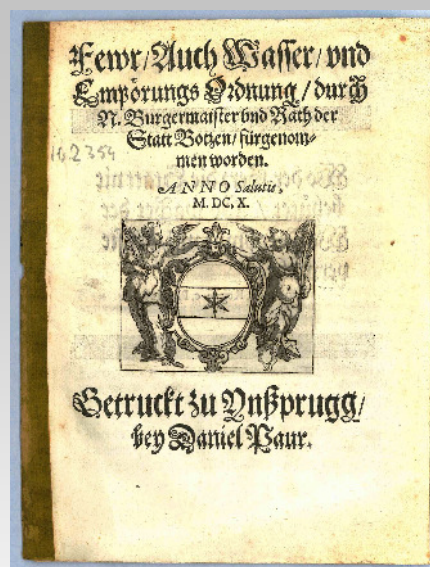 Fewr/Auch Wasser/vnd
Empörungs Ordnung/durch
N. Burgermaister vnd Rath der
Statt Botzen/fürgenom-
men worden.
162354
ANNO Salutis,
M. DC. X.
Getruckt zu Ynßprugg/
bey Daniel Paur.